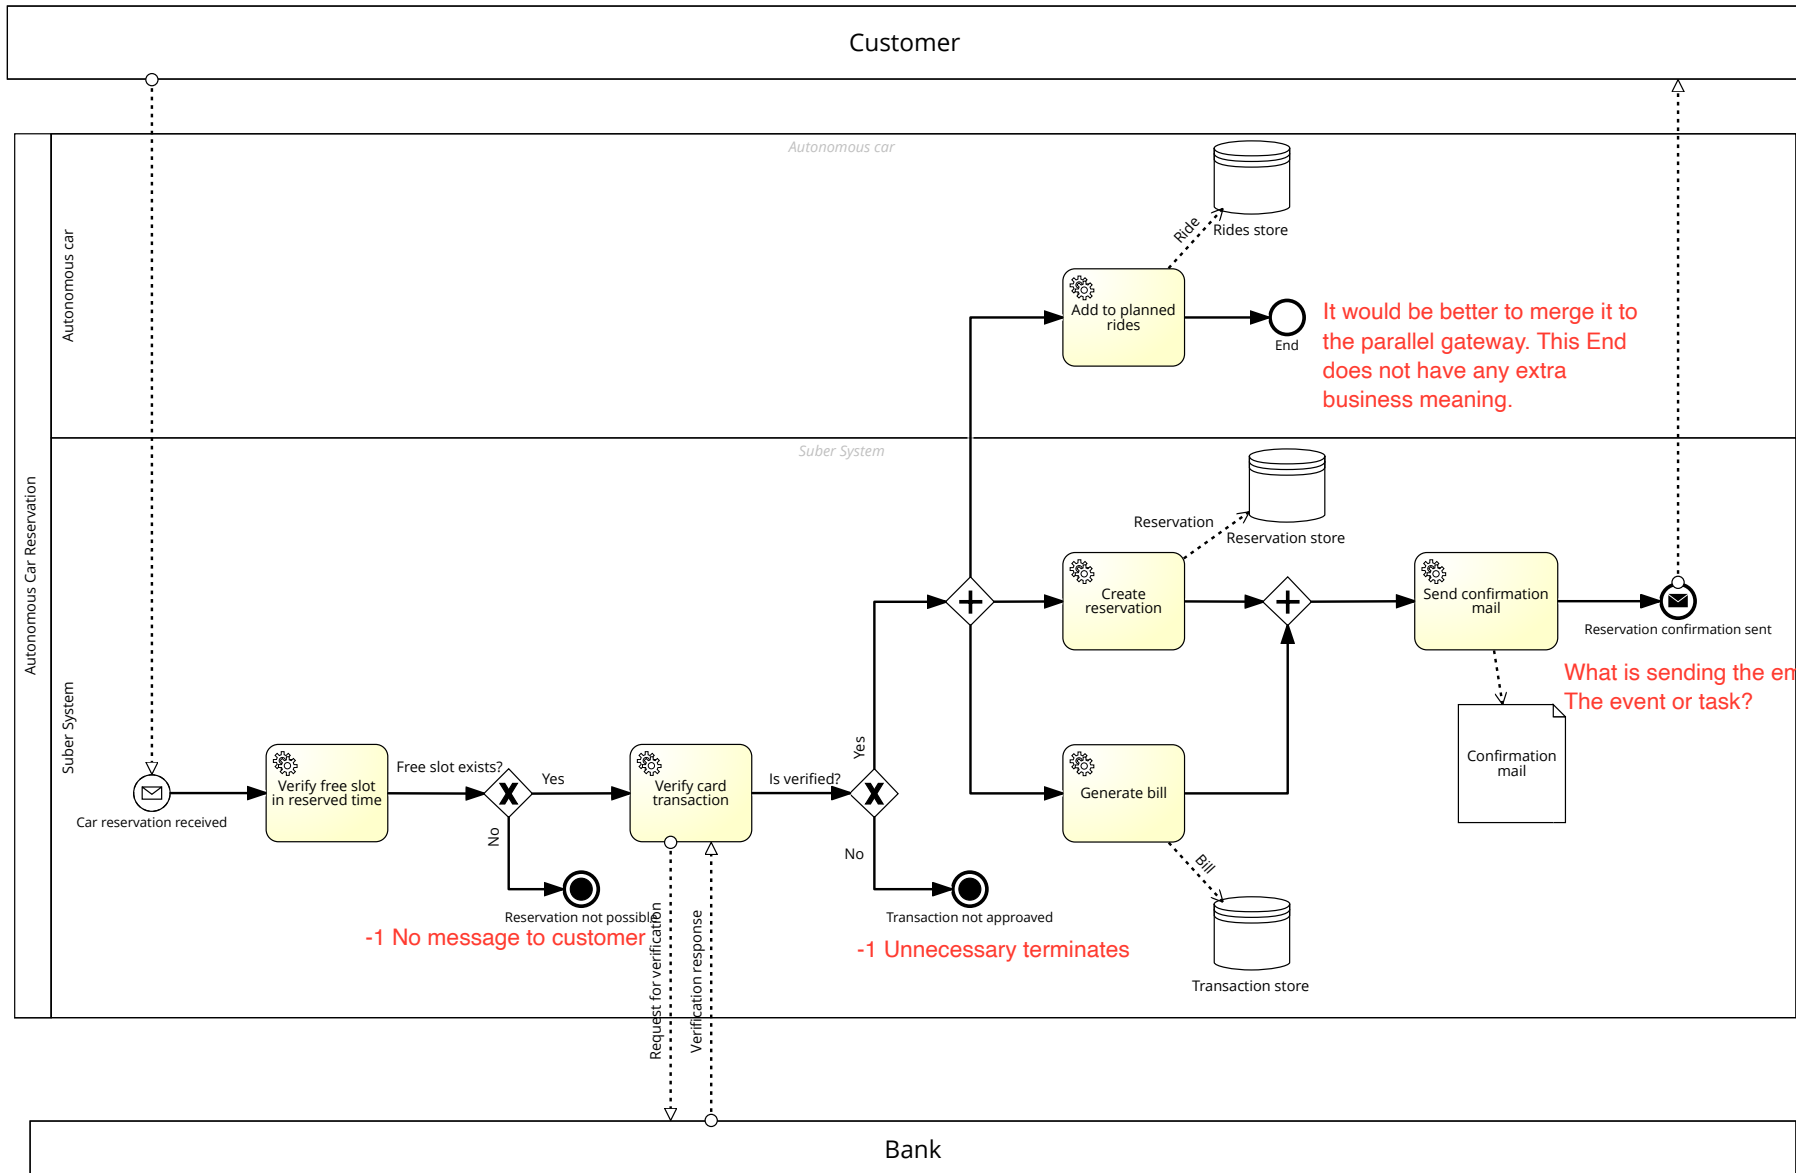 Customer
Autonomous car
Rides store
Ride
Autonomous car
Add to planned
rides
End
It would be better to merge it to
the parallel gateway. This End
does not have any extra
business meaning.
Suber System
Autonomous Car Reservation
Suber System
Reservation
Reservation store
Create
reservation
Send confirmation
mail
Reservation confirmation sent
What is sending the em
The event or task?
Confirmation
mail
Car reservation received
Verify free slot
in reserved time
Free slot exists?
Yes
No
Verify card
transaction
Is verified?
Yes
No
Generate bill
Bill
Reservation not possible
-1 No message to customer
Transaction not approaved
-1 Unnecessary terminates
Transaction store
Request for verification
Verification response
Bank